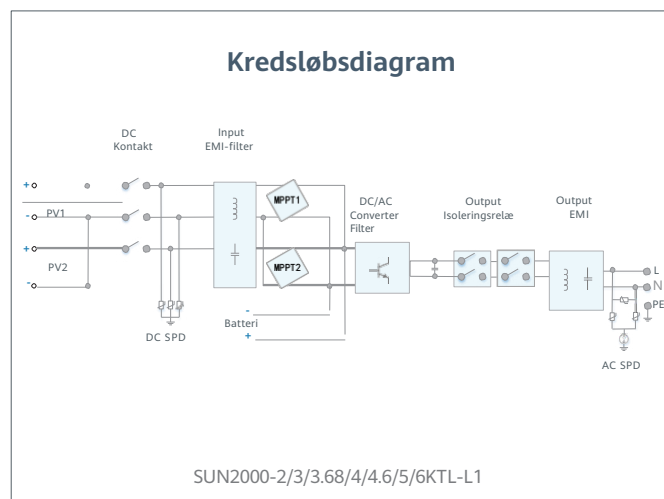 Kredsløbsdiagram
DC
Kontakt
Input
EMI-filter
DC/AC
Converter
Filter
Output
Isoleringsrelæ
Output
EMI
+
PV1
-
+
PV2
-
MPPT1
MPPT2
-
Batteri
+
DC SPD
L
N
PE
AC SPD
SUN2000-2/3/3.68/4/4.6/5/6KTL-L1